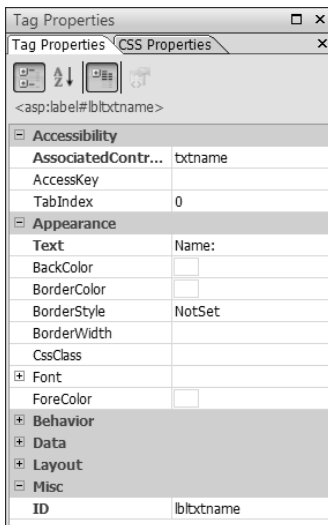 Tag Properties
Tag Properties CSS Properties
<asp:label#lbltxtname>
Accessibility
AssociatedContr... txtname
AccessKey
TabIndex 0
Appearance
Text Name:
BackColor
BorderColor
BorderStyle NotSet
BorderWidth
CssClass
Font
ForeColor
Behavior
Data
Layout
Misc
ID lbltxtname